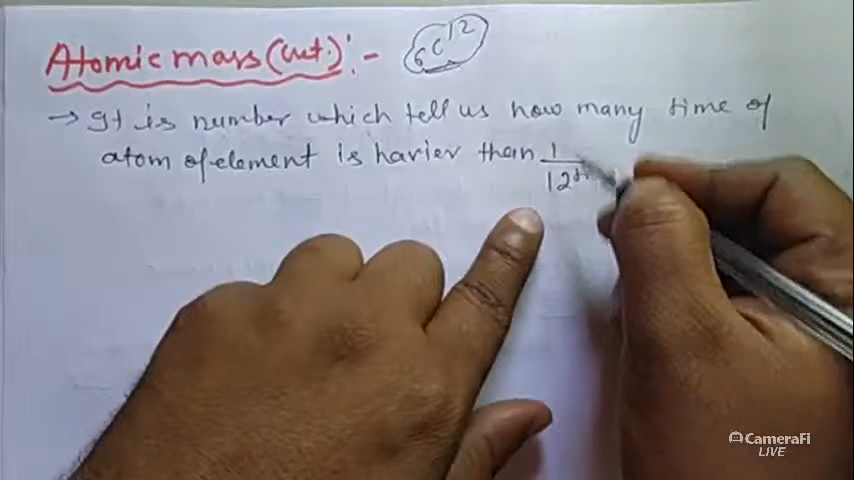 Atomic mass (wt.) :- 6C12
→ It is number which tell us how many time of
atom of element is havier than 1/12th
CameraFi
LIVE